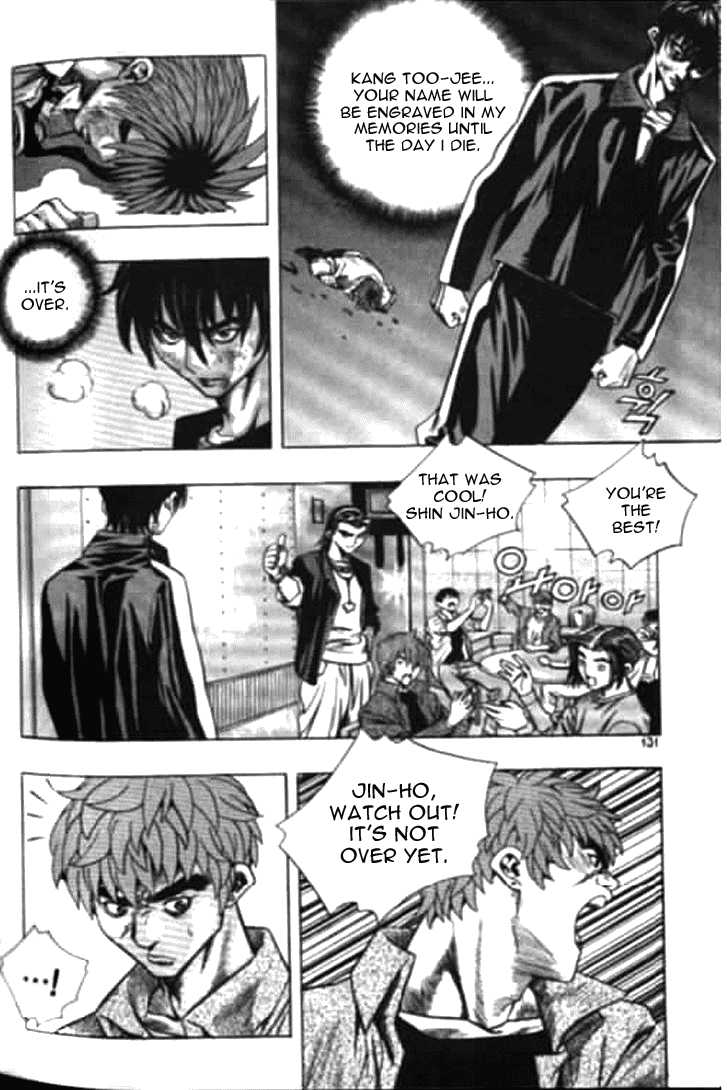 KANG TOO-JEE...
YOUR NAME WILL
BE ENGRAVED IN MY
MEMORIES UNTIL
THE DAY I DIE.
...IT'S
OVER.
THAT WAS
COOL!
SHIN JIN-HO.
YOU'RE
THE
BEST!
131
JIN-HO,
WATCH OUT!
IT'S NOT
OVER YET.
...!